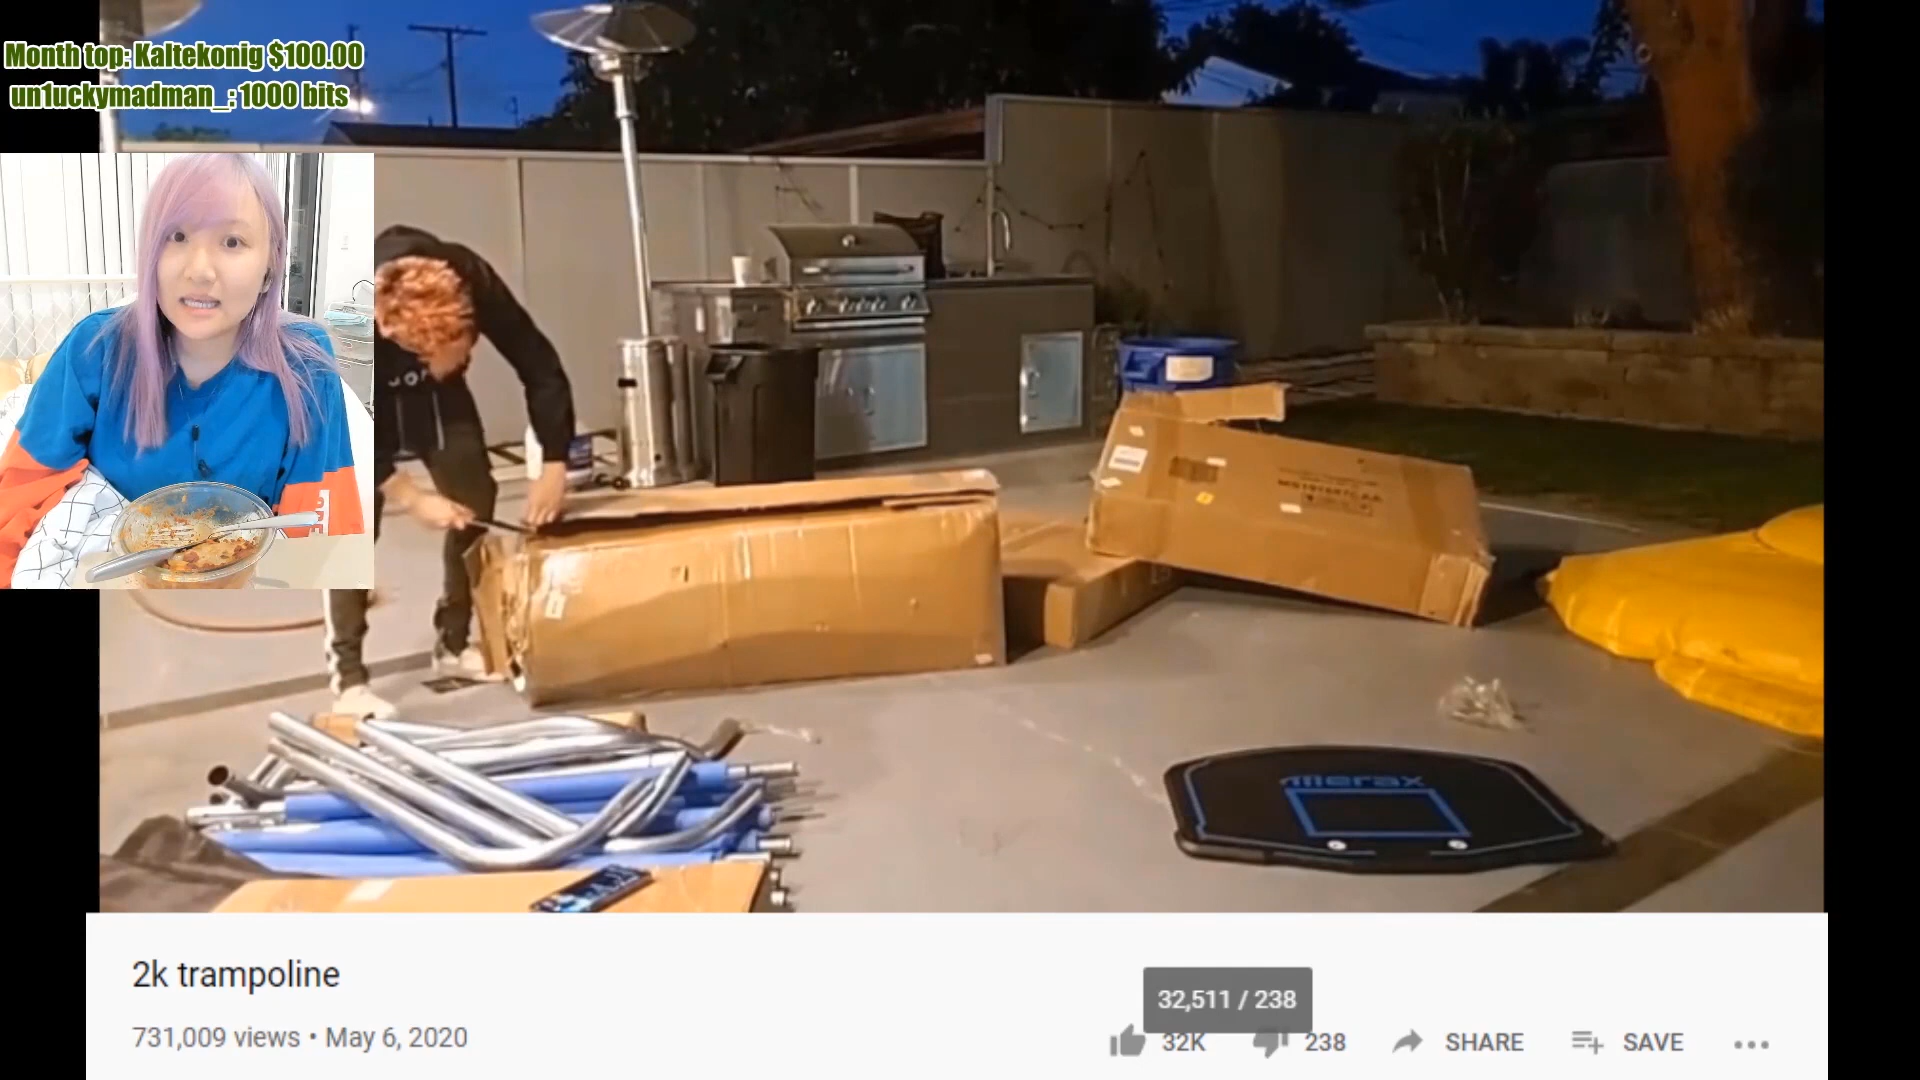 Month top: Kaltekonig $100.00
un1uckymadman_: 1000 bits
merax
2k trampoline
731,009 views • May 6, 2020
32,511 / 238
32K
238
SHARE
SAVE